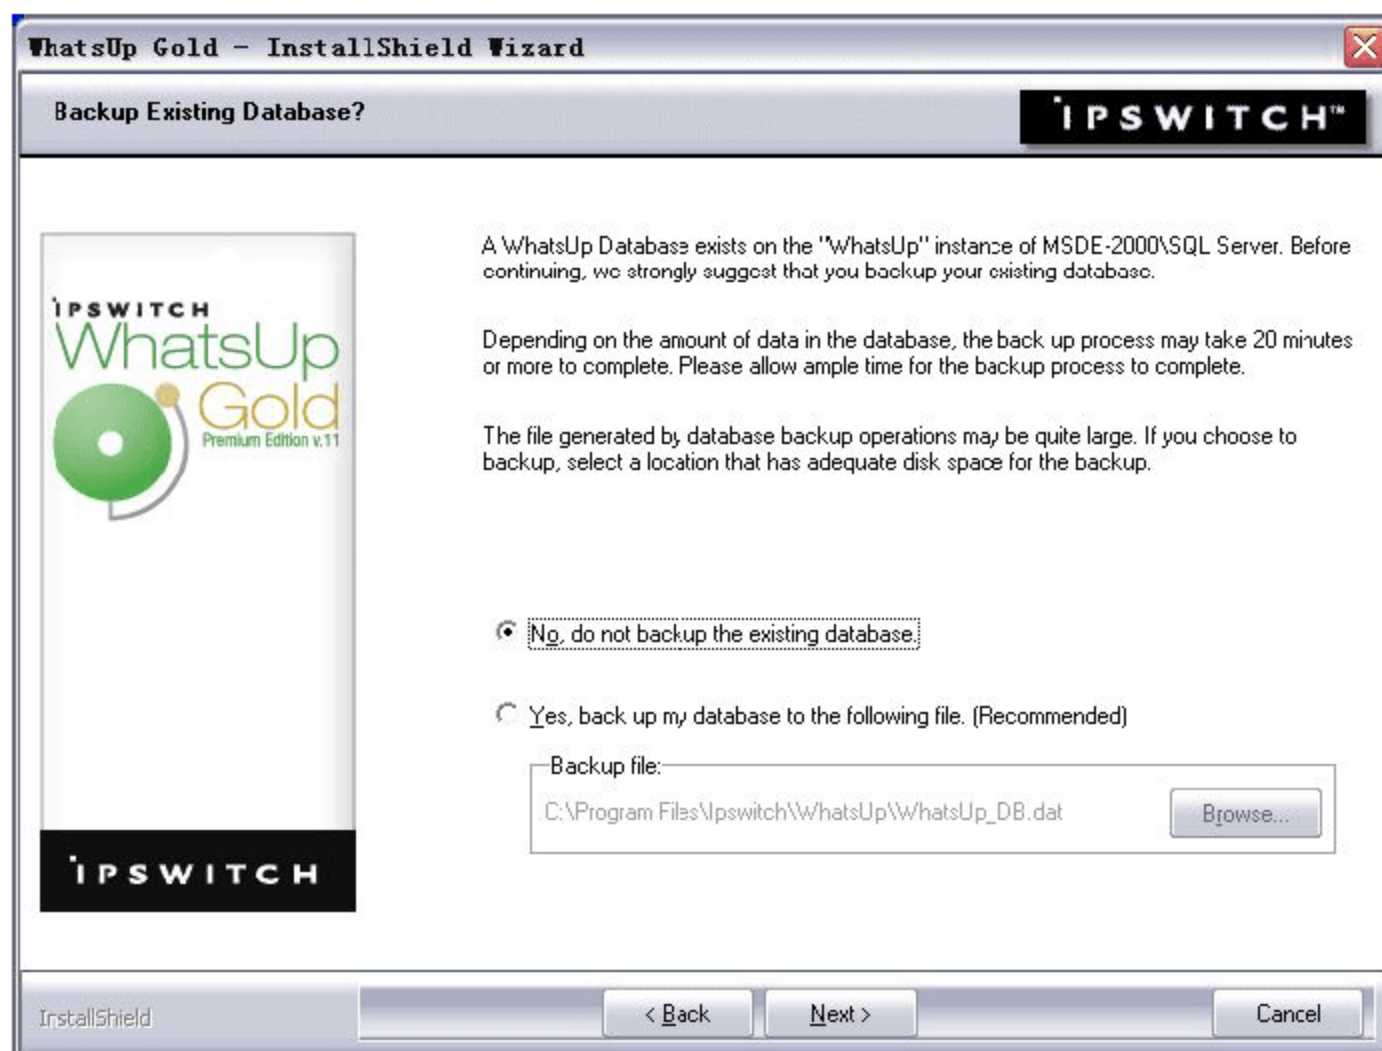 WhatsUp Gold - InstallShield Wizard
Backup Existing Database?
IPSWITCH™
A WhatsUp Database exists on the "WhatsUp" instance of MSDE-2000\SQL Server. Before
continuing, we strongly suggest that you backup your existing database.
IPSWITCH
WhatsUp
Gold
Premium Edition v.11
Depending on the amount of data in the database, the back up process may take 20 minutes
or more to complete. Please allow ample time for the backup process to complete.
The file generated by database backup operations may be quite large. If you choose to
backup, select a location that has adequate disk space for the backup.
No, do not backup the existing database.
Yes, back up my database to the following file. (Recommended)
Backup file:
C:\Program Files\Ipswitch\WhatsUp\WhatsUp_DB.dat
Browse...
IPSWITCH
InstallShield
< Back
Next >
Cancel